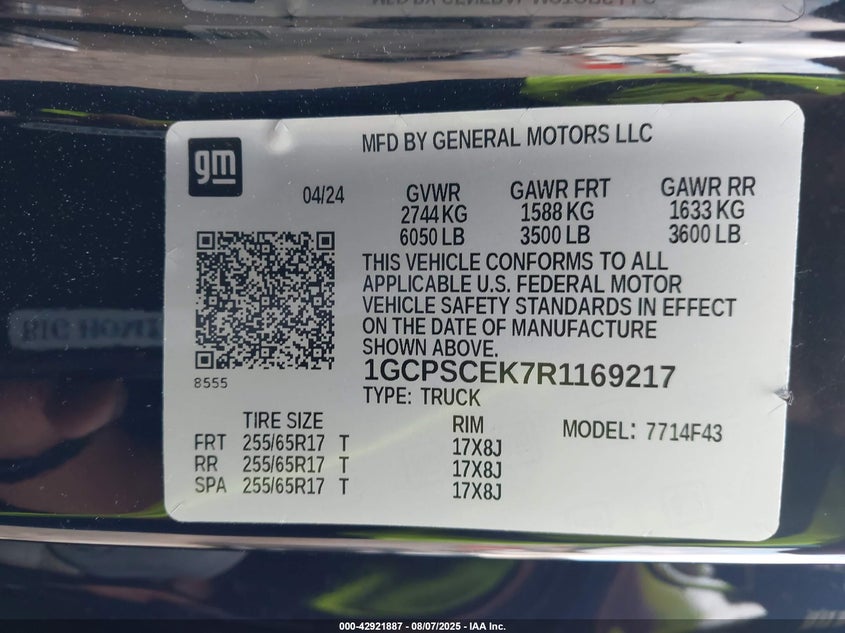 MFD BY GENERAL MOTORS LLC
gm
04/24
GVWR GAWR FRT GAWR RR
2744 KG 1588 KG 1633 KG
6050 LB 3500 LB 3600 LB
THIS VEHICLE CONFORMS TO ALL
APPLICABLE U.S. FEDERAL MOTOR
VEHICLE SAFETY STANDARDS IN EFFECT
ON THE DATE OF MANUFACTURE
SHOWN ABOVE.
8555
1GCPSCEK7R1169217
TYPE: TRUCK
TIRE SIZE RIM MODEL: 7714F43
FRT 255/65R17 T 17X8J
RR 255/65R17 T 17X8J
SPA 255/65R17 T 17X8J
000-42921887 - 08/07/2025 - IAA Inc.